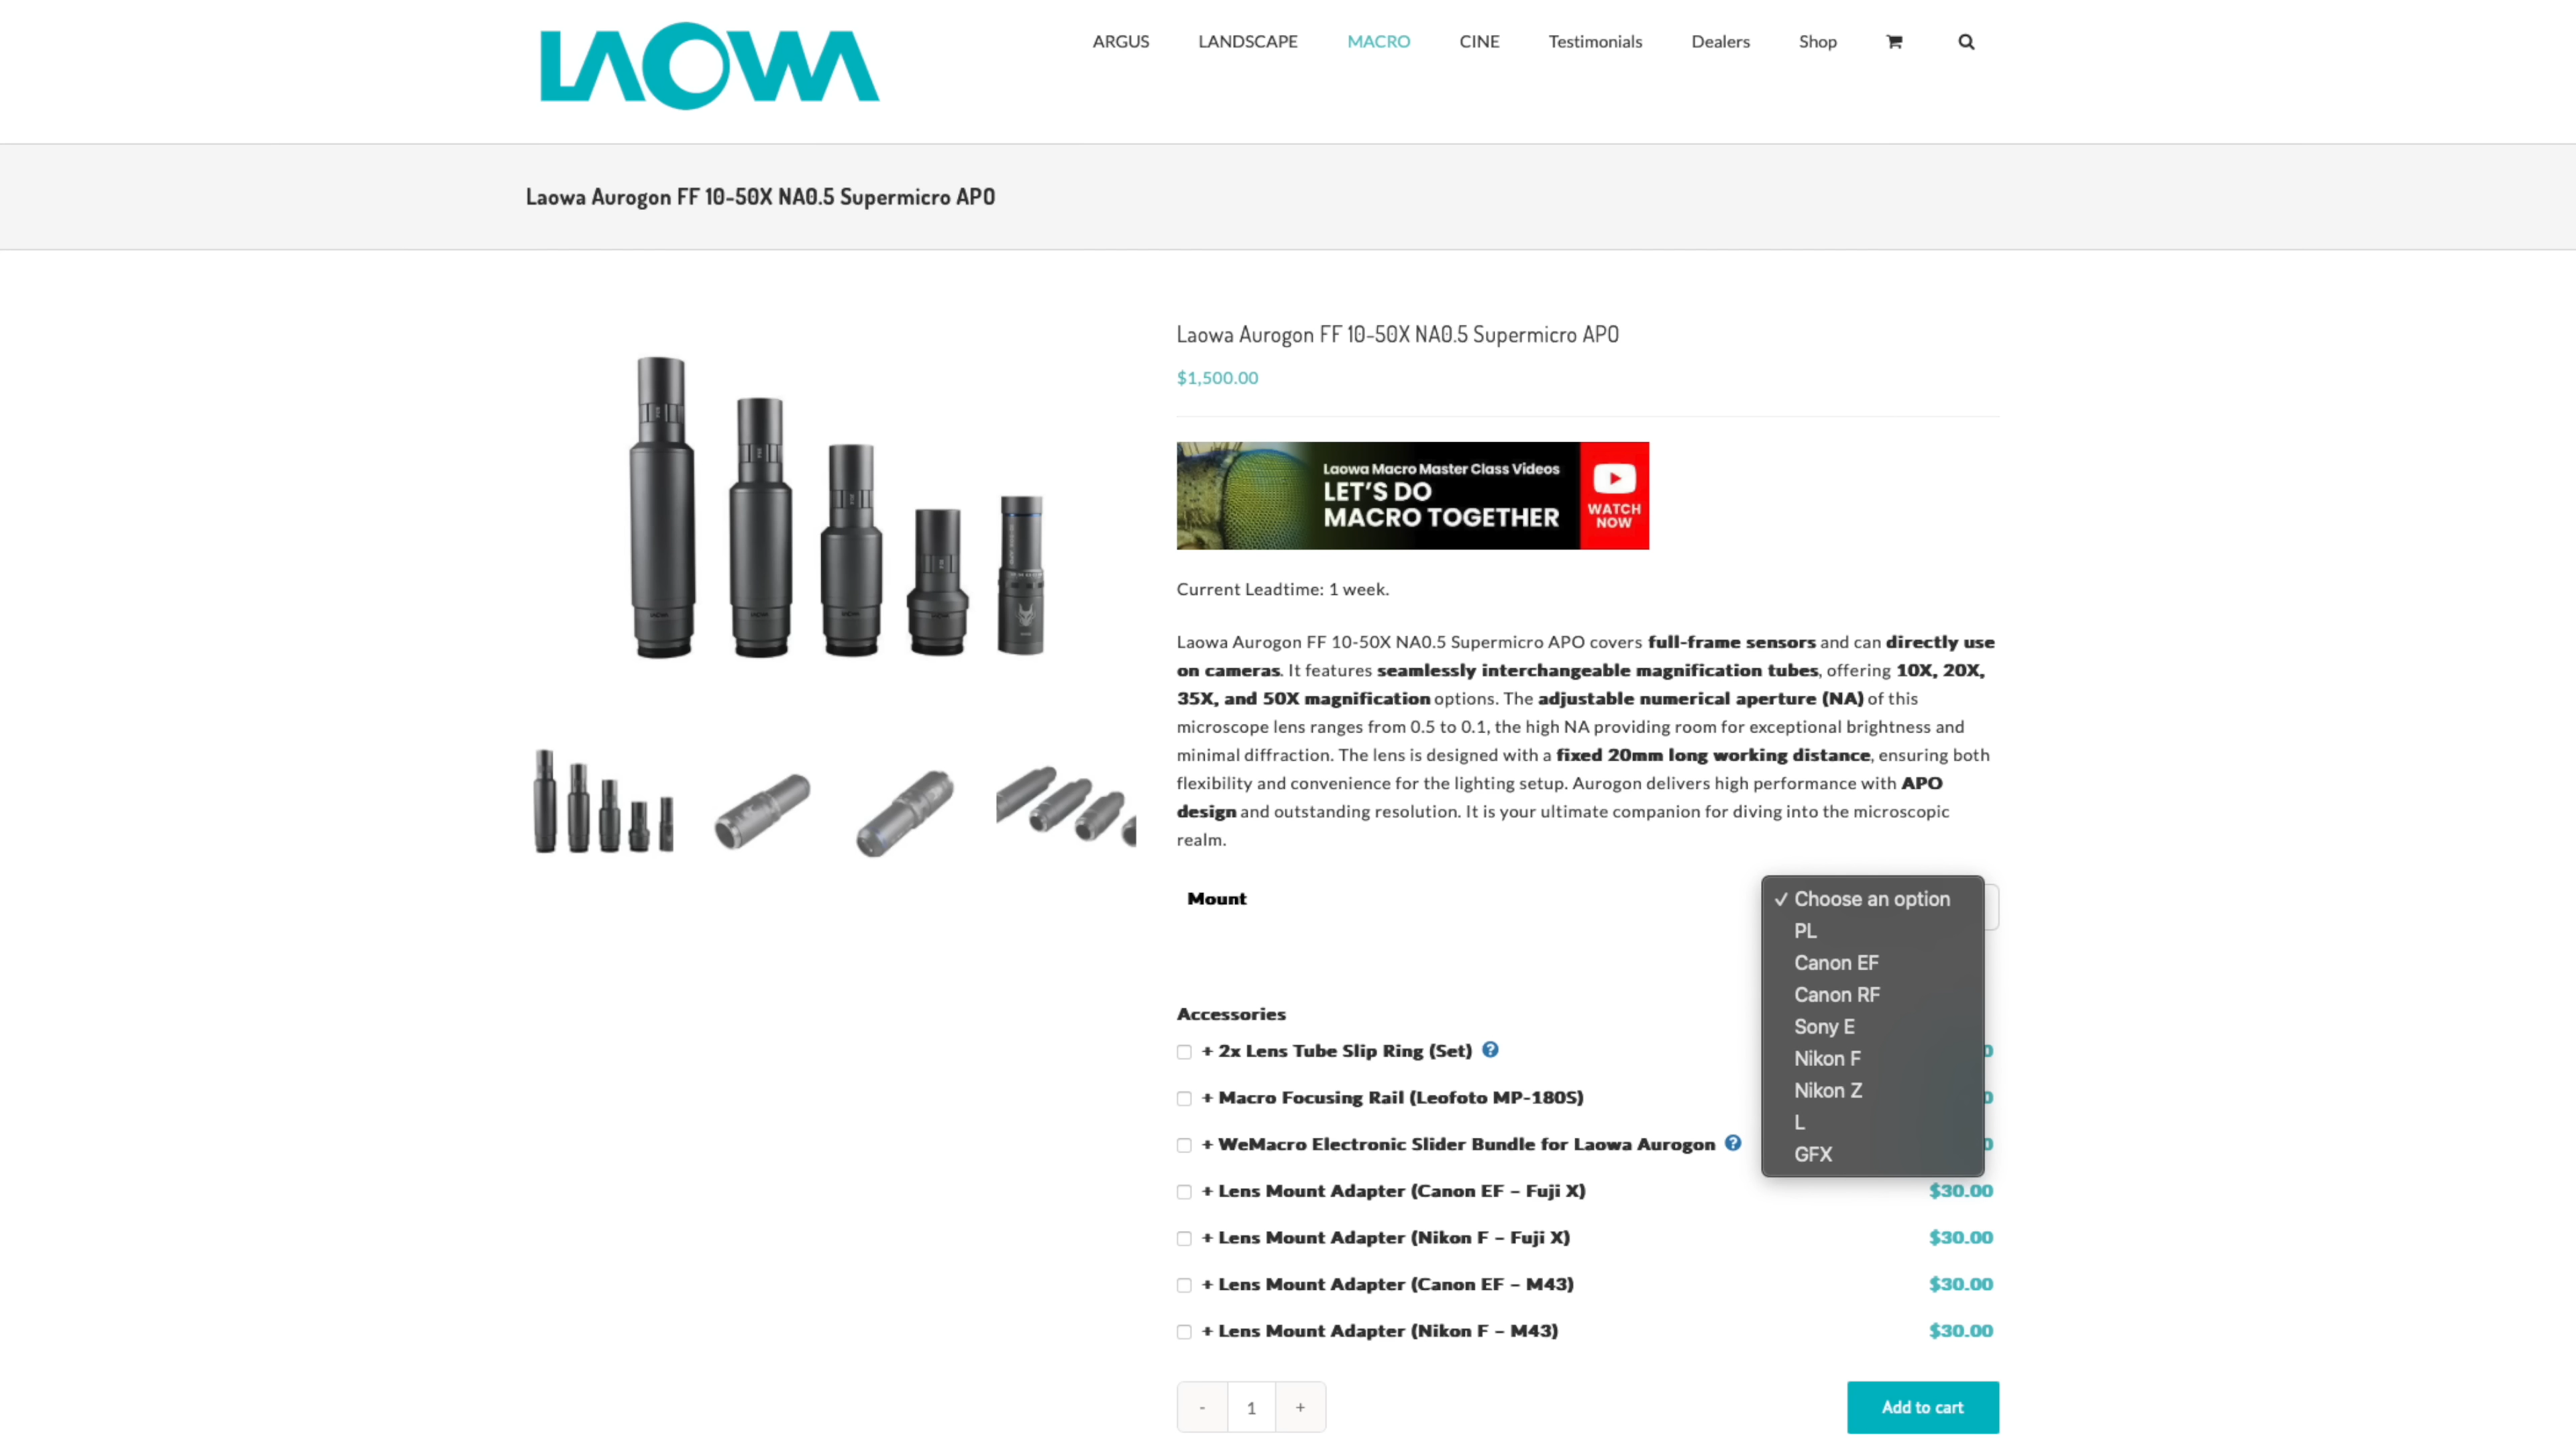 LAOWA
ARGUS LANDSCAPE MACRO CINE Testimonials Dealers Shop
Laowa Aurogon FF 10-50X NA0.5 Supermicro APO
Laowa Aurogon FF 10-50X NA0.5 Supermicro APO
$1,500.00
Laowa Macro Master Class Videos
LET'S DO
MACRO TOGETHER
WATCH
NOW
Current Leadtime: 1 week.
Laowa Aurogon FF 10-50X NA0.5 Supermicro APO covers full-frame sensors and can directly use
on cameras. It features seamlessly interchangeable magnification tubes, offering 10X, 20X,
35X, and 50X magnification options. The adjustable numerical aperture (NA) of this
microscope lens ranges from 0.5 to 0.1, the high NA providing room for exceptional brightness and
minimal diffraction. The lens is designed with a fixed 20mm long working distance, ensuring both
flexibility and convenience for the lighting setup. Aurogon delivers high performance with APO
design and outstanding resolution. It is your ultimate companion for diving into the microscopic
realm.
Mount
✓ Choose an option
PL
Canon EF
Canon RF
Sony E
Nikon F
Nikon Z
L
GFX
Accessories
+ 2x Lens Tube Slip Ring (Set) ?
+ Macro Focusing Rail (Leofoto MP-180S)
+ WeMacro Electronic Slider Bundle for Laowa Aurogon ?
+ Lens Mount Adapter (Canon EF – Fuji X) $30.00
+ Lens Mount Adapter (Nikon F – Fuji X) $30.00
+ Lens Mount Adapter (Canon EF – M43) $30.00
+ Lens Mount Adapter (Nikon F – M43) $30.00
- 1 +
Add to cart